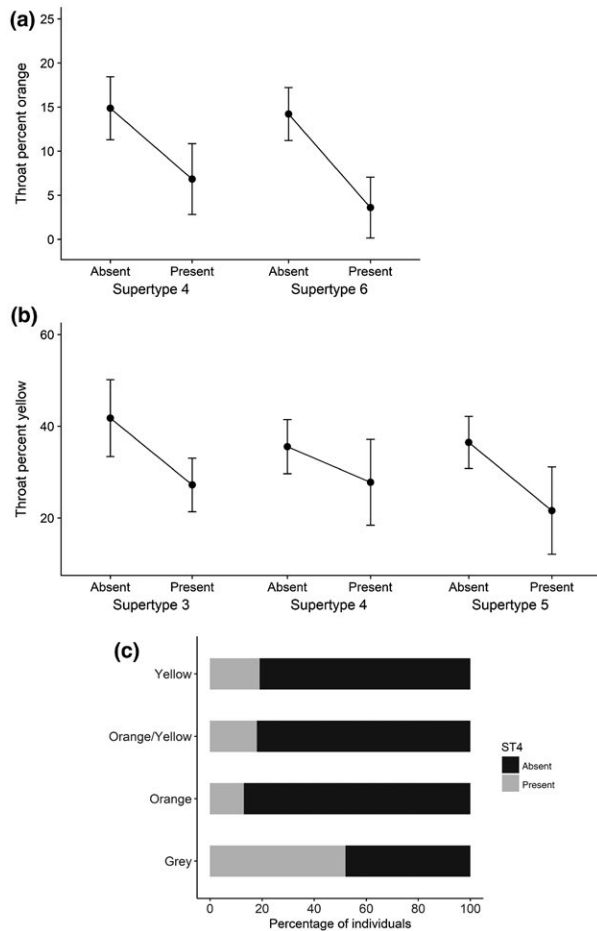 (a)
Throat percent orange
25
20
15
10
5
0
Absent Present Absent Present
Supertype 4 Supertype 6
(b)
Throat percent yellow
60
40
20
Absent Present Absent Present Absent Present
Supertype 3 Supertype 4 Supertype 5
(c)
Yellow
Orange/Yellow
Orange
Grey
0 20 40 60 80 100
Percentage of individuals
ST4
Absent
Present